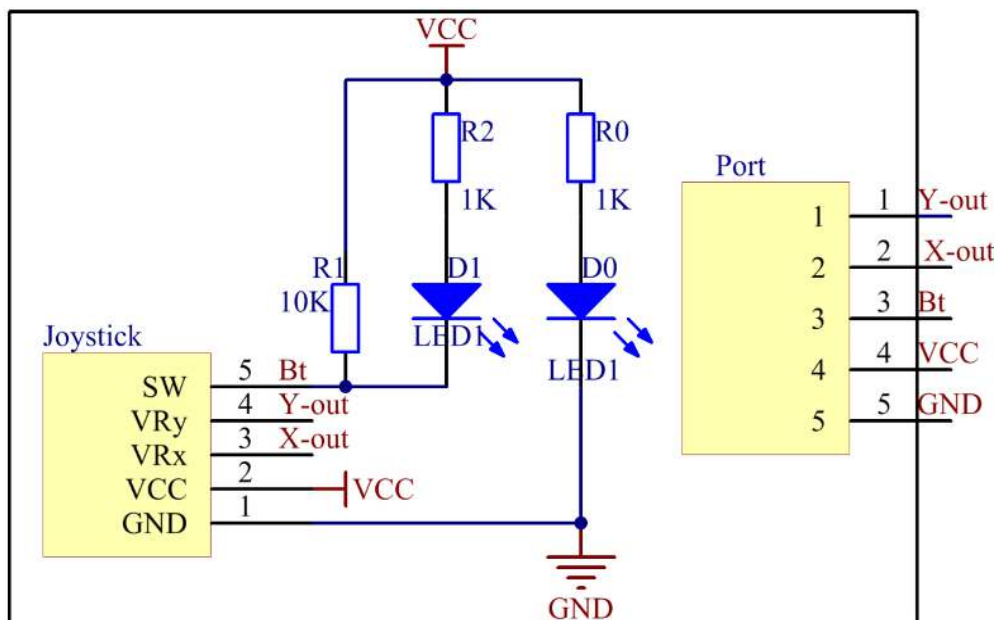 VCC
R2
1K
R0
1K
R1
10K
D1
LED1
D0
LED1
Joystick
SW 5 Bt
VRy 4 Y-out
VRx 3 X-out
VCC 2 VCC
GND 1
GND
Port
1 1 Y-out
2 2 X-out
3 3 Bt
4 4 VCC
5 5 GND